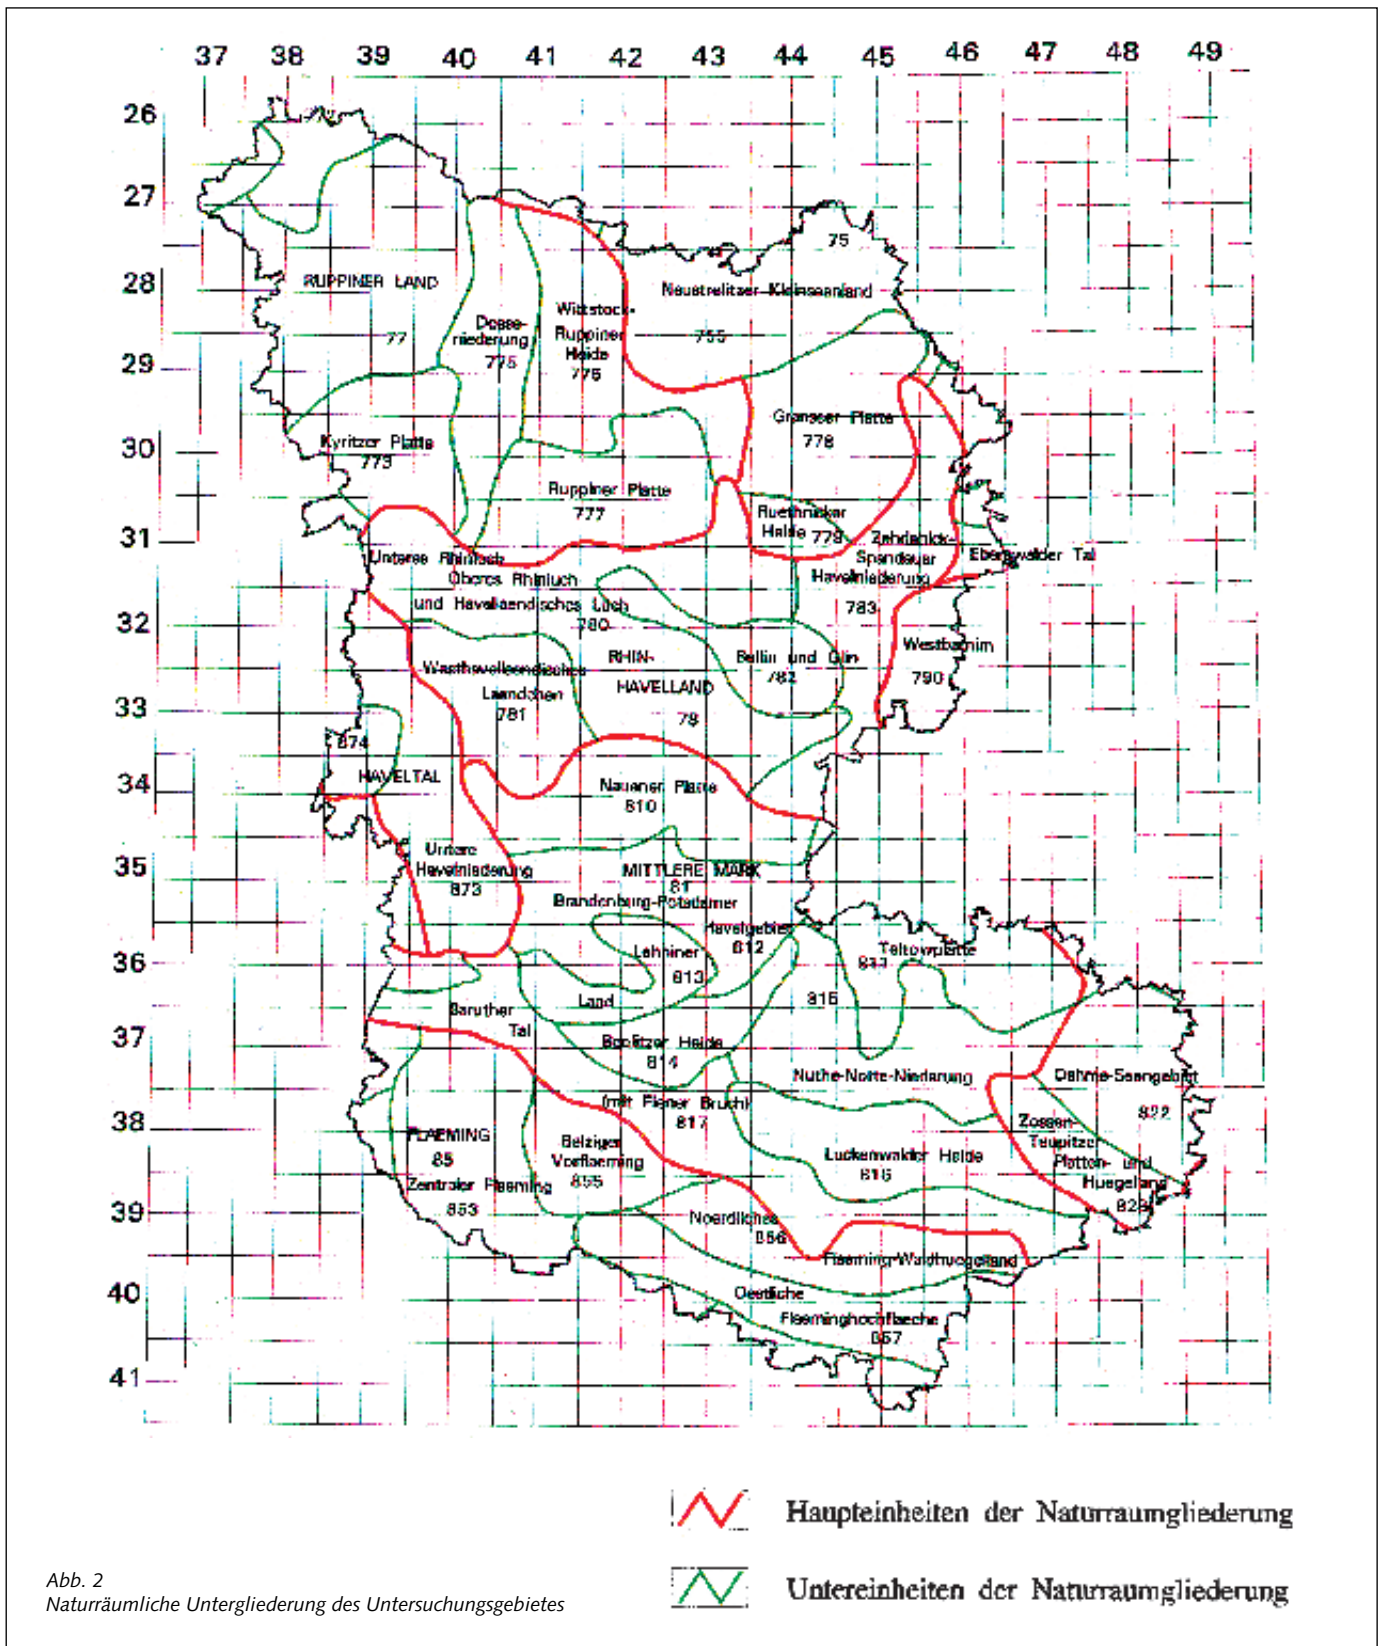 37 38 39 40 41 42 43 44 45 46 47 48 49
26
27
28
29
30
31
32
33
34
35
36
37
38
39
40
41
75
RUPPINER LAND
77
Neustrelitzer Kleinseenland
755
Dosse-
niederung
775
Wittstock-
Ruppiner
Heide
776
Kyritzer Platte
773
Granseer Platte
778
Ruppiner Platte
777
Ruethnicker
Heide 779
Zehdenick-
Spandauer
Havelniederung
783
Eberswalder Tal
Unteres Rhinluch
Oberes Rhinluch
und Havellaendisches Luch
780
Westbarnim
790
Westhavellaendisches
Laendchen
781
RHIN-
HAVELLAND
78
Bellin und Glin
782
874
HAVELTAL
Nauener Platte
810
Untere
Havelniederung
873
MITTLERE MARK
81
Brandenburg-Potsdamer
Havelgebiet
812
Lehniner
813
Land
Teltowplatte
811
815
Baruther
Tal
Beelitzer Heide
814
Nuthe-Notte-Niederung
Dahme-Seengebiet
822
(mit Fiener Bruch)
817
Zossen-
Teupitzer
Platten- und
Huegelland
FLAEMING
85
Zentraler Flaeming
853
Belziger
Vorflaeming
855
Luckenwalder Heide
816
Noerdliches
856
Flaeming-Waldhuegelland
Oestliche
Flaeminghochflaeche
857
Haupteinheiten der Naturraumgliederung
Untereinheiten der Naturraumgliederung
Abb. 2
Naturräumliche Untergliederung des Untersuchungsgebietes